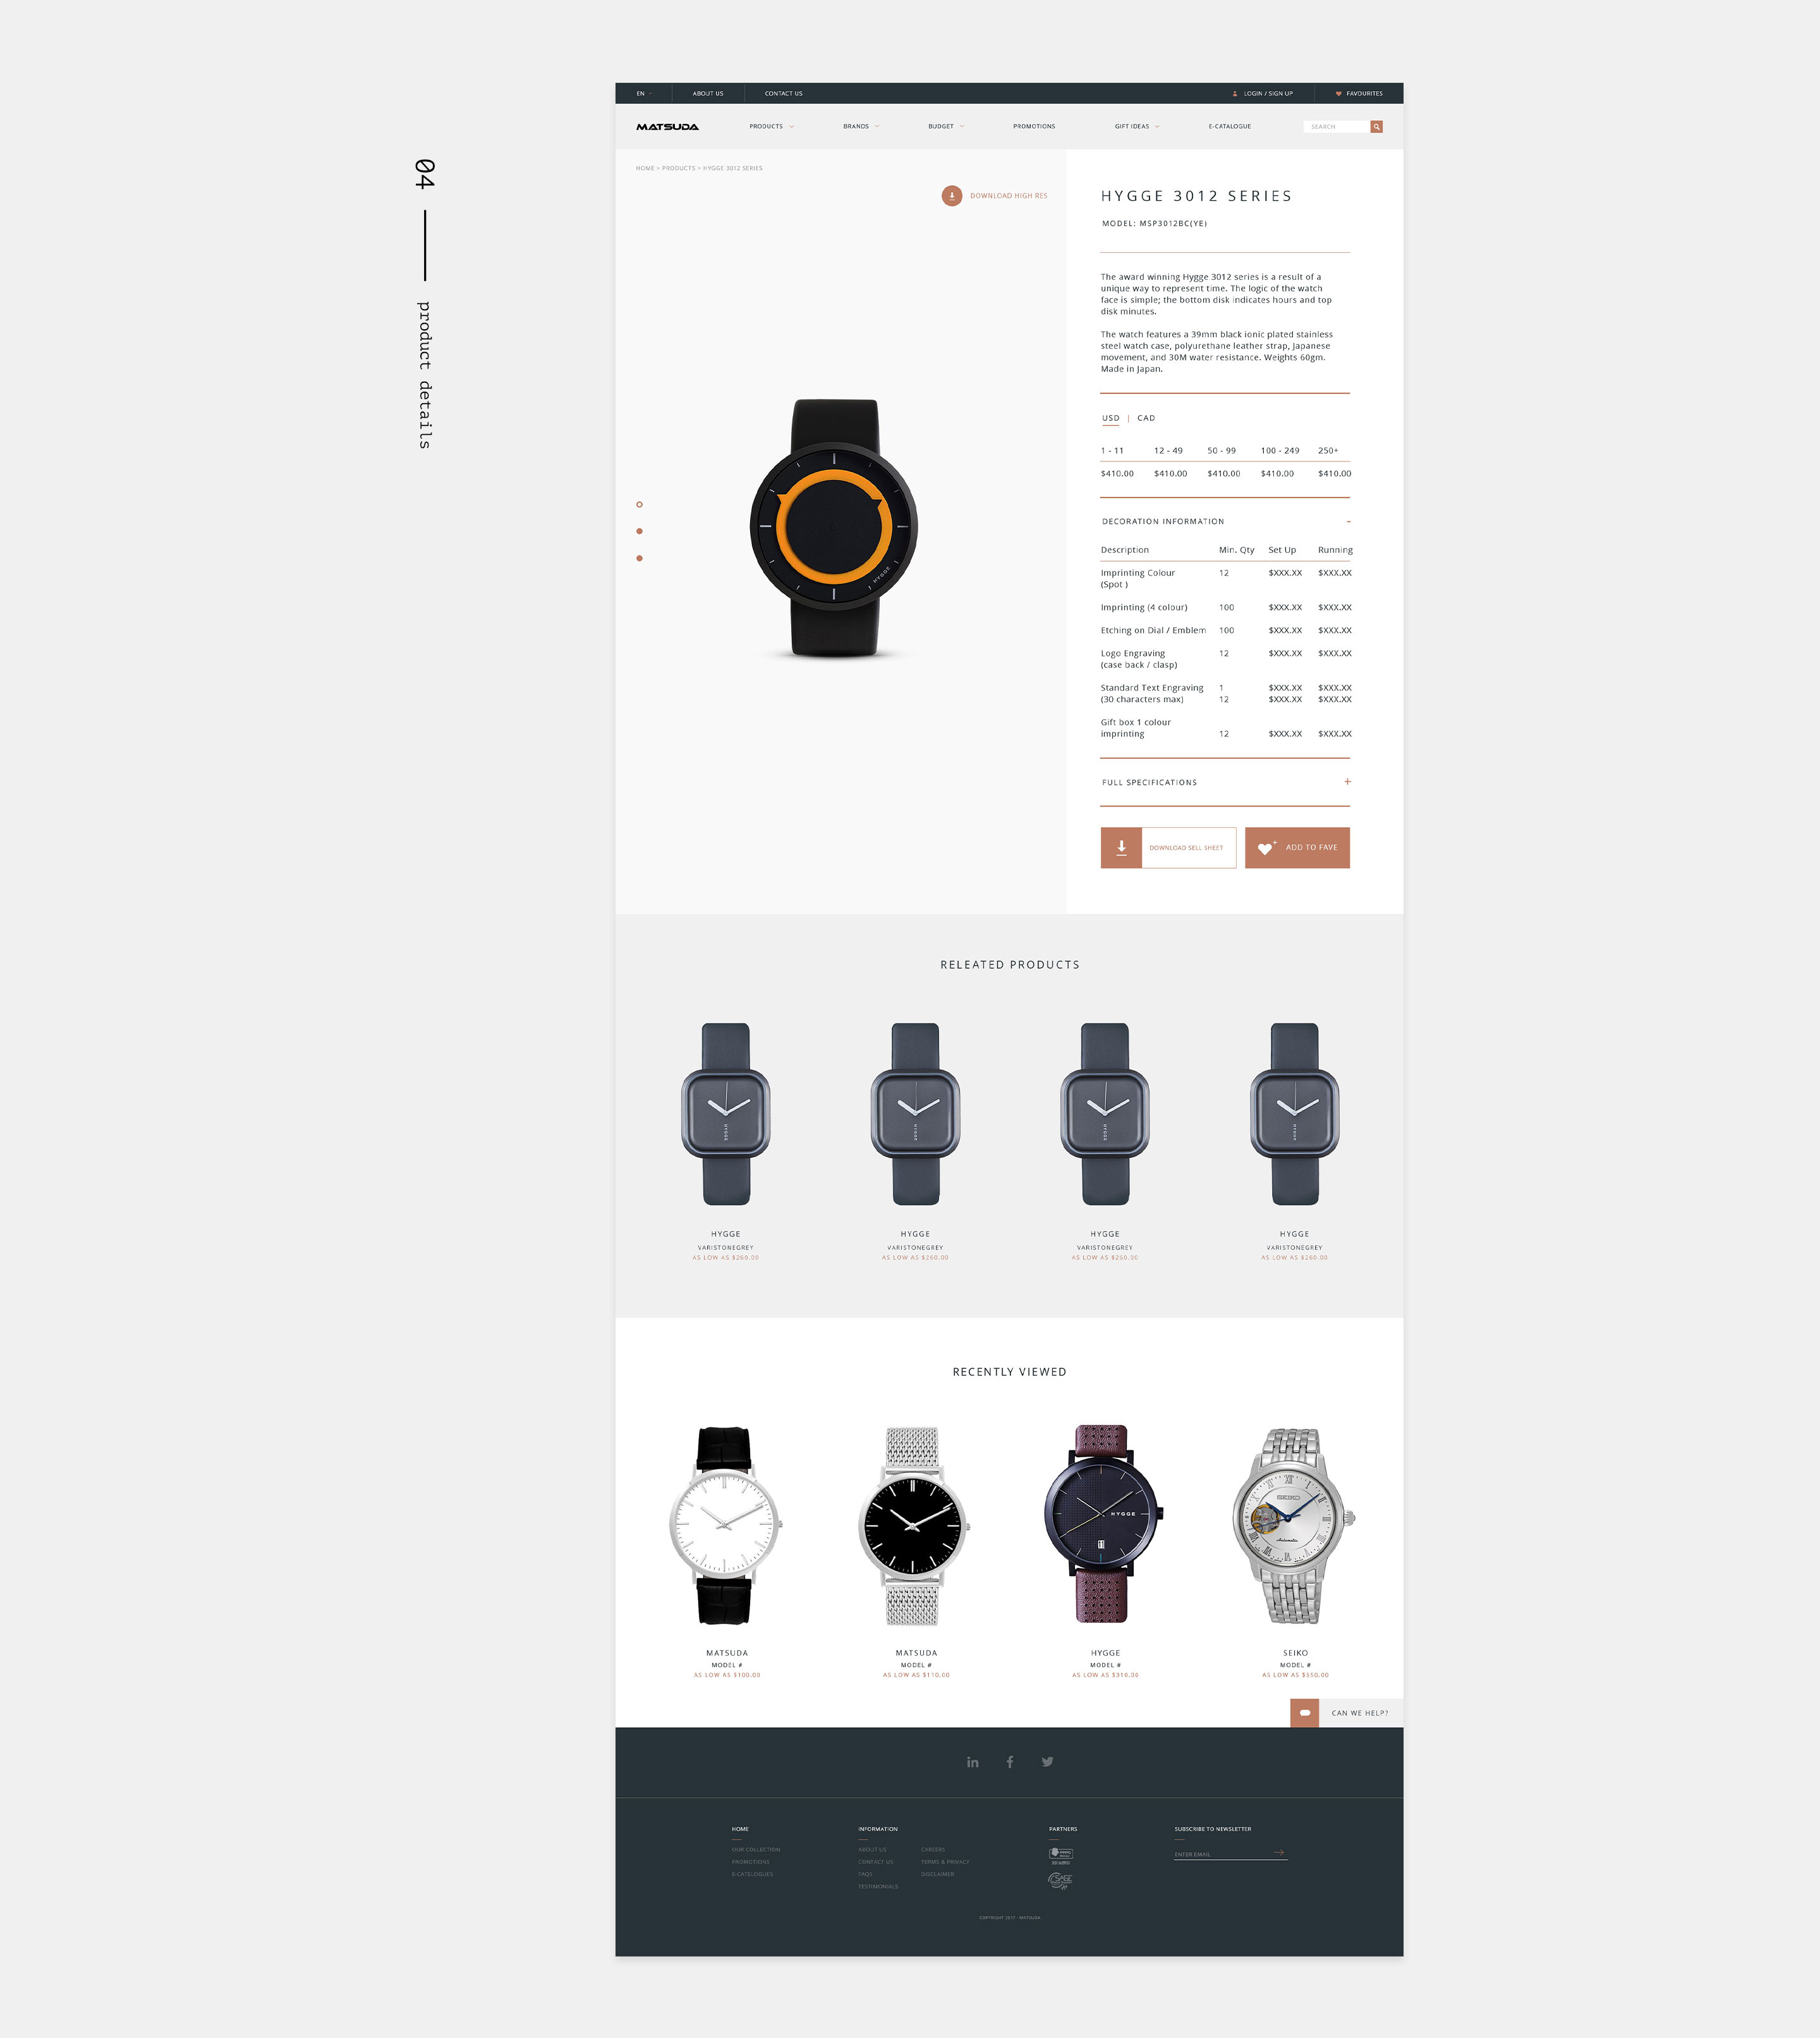 04
product details
EN
ABOUT US
CONTACT US
LOGIN / SIGN UP
FAVOURITES
MATSUDA
PRODUCTS
BRANDS
BUDGET
PROMOTIONS
GIFT IDEAS
E-CATALOGUE
SEARCH
HOME > PRODUCTS > HYGGE 3012 SERIES
DOWNLOAD HIGH RES
HYGGE
HYGGE 3012 SERIES
MODEL: MSP3012BC(YE)
The award winning Hygge 3012 series is a result of a
unique way to represent time. The logic of the watch
face is simple; the bottom disk indicates hours and top
disk minutes.
The watch features a 39mm black ionic plated stainless
steel watch case, polyurethane leather strap, Japanese
movement, and 30M water resistance. Weights 60gm.
Made in Japan.
USD | CAD
1 - 11 12 - 49 50 - 99 100 - 249 250+
$410.00 $410.00 $410.00 $410.00 $410.00
DECORATION INFORMATION -
Description Min. Qty Set Up Running
Imprinting Colour 12 $XXX.XX $XXX.XX
(Spot )
Imprinting (4 colour) 100 $XXX.XX $XXX.XX
Etching on Dial / Emblem 100 $XXX.XX $XXX.XX
Logo Engraving 12 $XXX.XX $XXX.XX
(case back / clasp)
Standard Text Engraving 1 $XXX.XX $XXX.XX
(30 characters max) 12 $XXX.XX $XXX.XX
Gift box 1 colour
imprinting 12 $XXX.XX $XXX.XX
FULL SPECIFICATIONS +
DOWNLOAD SELL SHEET
ADD TO FAVE
RELEATED PRODUCTS
HYGGE
HYGGE
HYGGE
HYGGE
HYGGE
VARISTONEGREY
AS LOW AS $260.00
HYGGE
VARISTONEGREY
AS LOW AS $260.00
HYGGE
VARISTONEGREY
AS LOW AS $260.00
HYGGE
VARISTONEGREY
AS LOW AS $260.00
RECENTLY VIEWED
HYGGE
SEIKO
Automatic
MATSUDA
MODEL #
AS LOW AS $100.00
MATSUDA
MODEL #
AS LOW AS $110.00
HYGGE
MODEL #
AS LOW AS $310.00
SEIKO
MODEL #
AS LOW AS $550.00
CAN WE HELP?
HOME
OUR COLLECTION
PROMOTIONS
E-CATALOGUES
INFORMATION
ABOUT US
CONTACT US
FAQS
TESTIMONIALS
CAREERS
TERMS & PRIVACY
DISCLAIMER
PARTNERS
SAGE
SUBSCRIBE TO NEWSLETTER
ENTER EMAIL
COPYRIGHT 2017 - MATSUDA